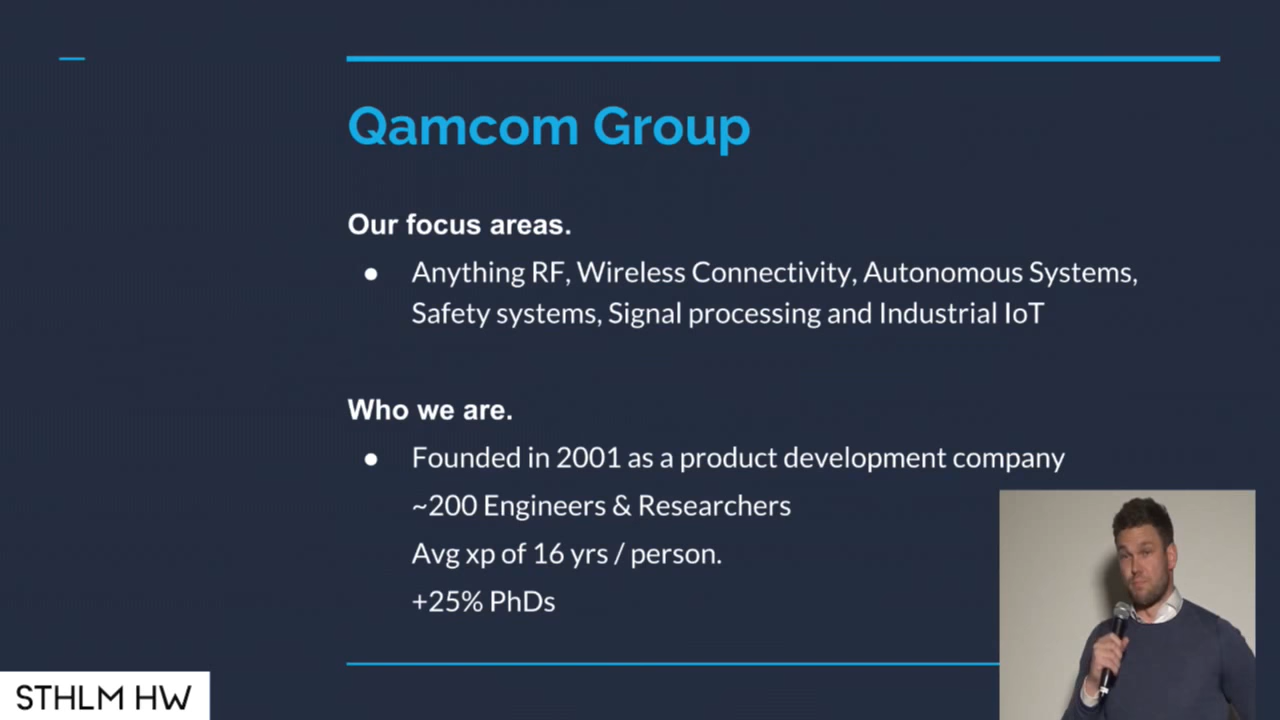 Qamcom Group
Our focus areas.
● Anything RF, Wireless Connectivity, Autonomous Systems,
Safety systems, Signal processing and Industrial IoT
Who we are.
● Founded in 2001 as a product development company
~200 Engineers & Researchers
Avg xp of 16 yrs / person.
+25% PhDs
STHLM HW